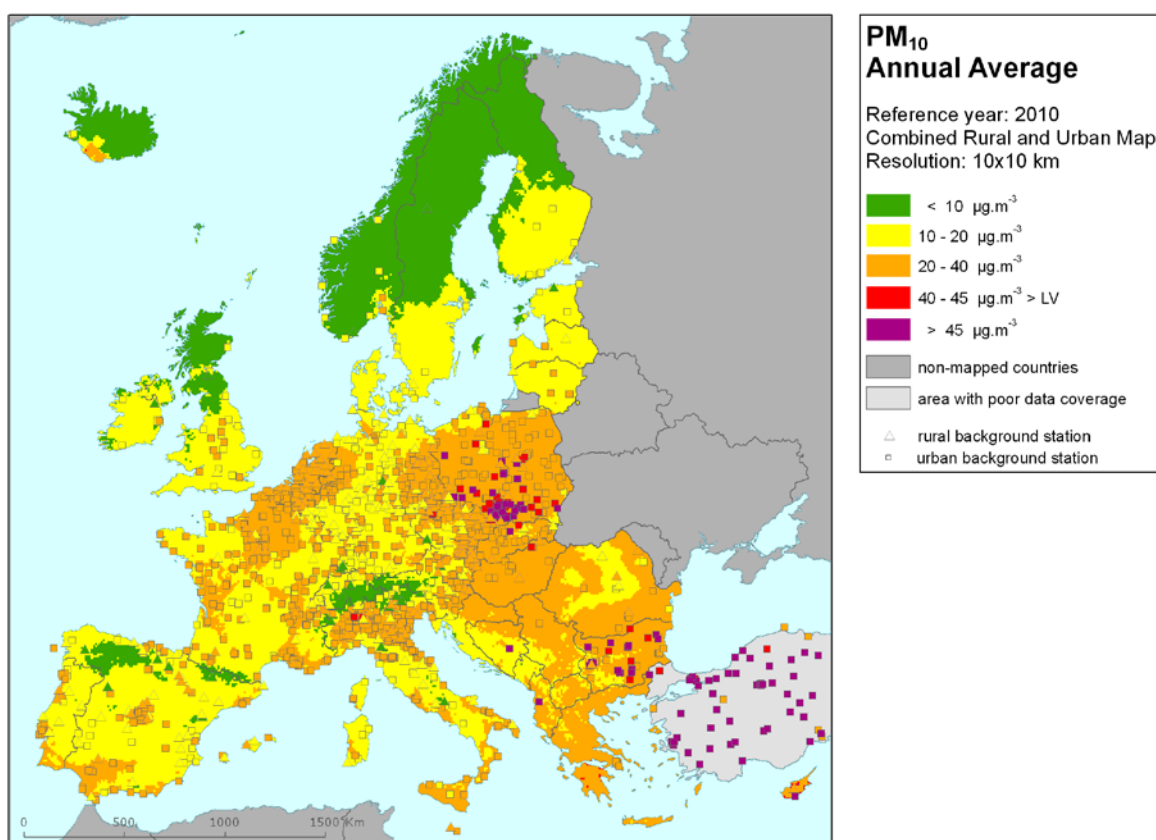 PM₁₀
Annual Average
Reference year: 2010
Combined Rural and Urban Map
Resolution: 10x10 km
< 10 µg.m⁻³
10 - 20 µg.m⁻³
20 - 40 µg.m⁻³
40 - 45 µg.m⁻³ > LV
> 45 µg.m⁻³
non-mapped countries
area with poor data coverage
rural background station
urban background station
0 500 1000 1500 Km